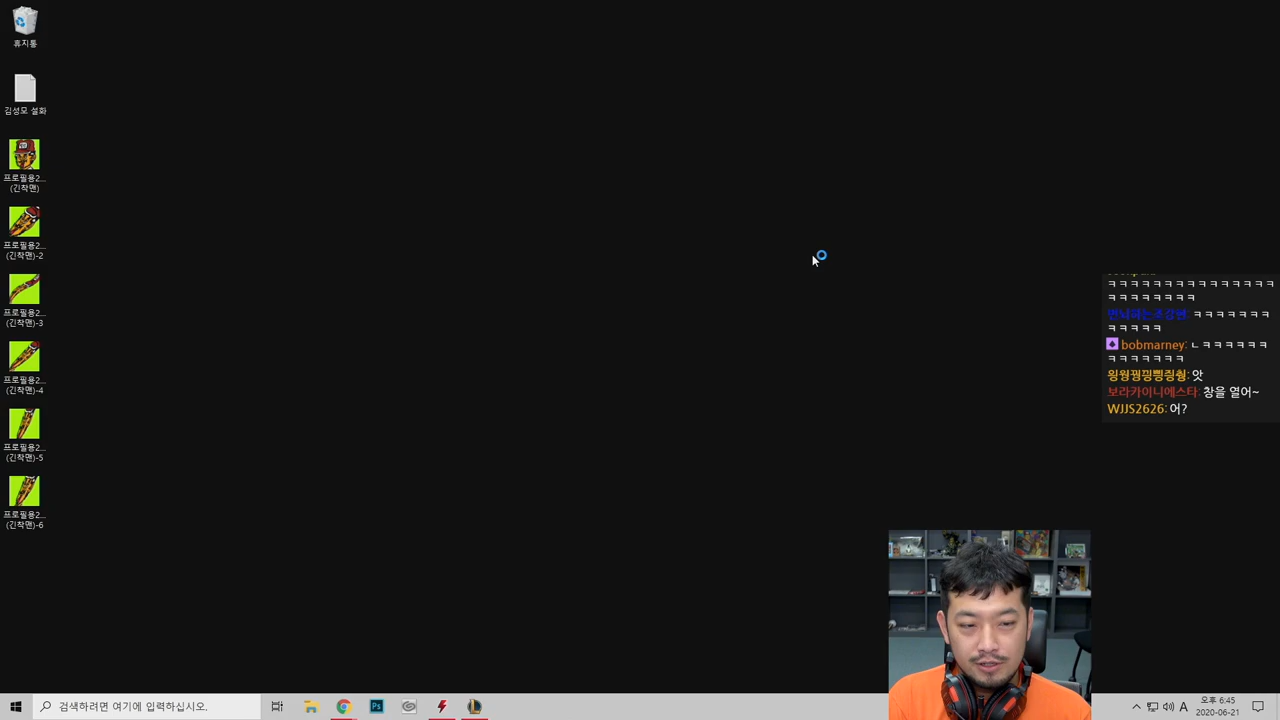 휴지통
김성모 설화
프로필용2...
(긴착맨)
프로필용2...
(긴착맨)-2
프로필용2...
(긴착맨)-3
프로필용2...
(긴착맨)-4
프로필용2...
(긴착맨)-5
프로필용2...
(긴착맨)-6
ㅋㅋㅋㅋㅋㅋㅋㅋㅋㅋㅋㅋㅋㅋㅋ
ㅋㅋㅋㅋㅋㅋㅋㅋ
ㅋㅋㅋㅋㅋㅋㅋ
ㅋㅋㅋㅋㅋ
bobmarney: ㄴㅋㅋㅋㅋㅋㅋ
ㅋㅋㅋㅋㅋㅋㅋ
앗
보라카이니에스타: 창을 열어~
WJJS2626: 어?
검색하려면 여기에 입력하십시오.
A
오후 6:45
2020-06-21